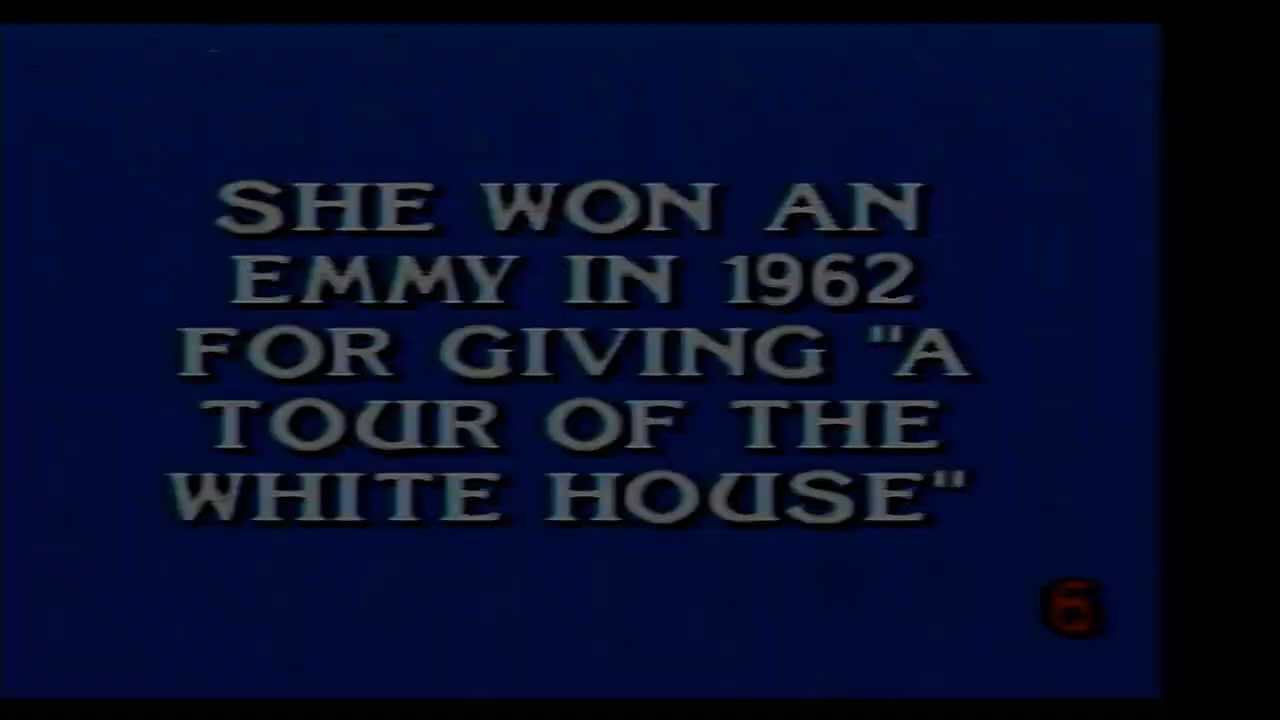 SHE WON AN
EMMY IN 1962
FOR GIVING "A
TOUR OF THE
WHITE HOUSE"
6